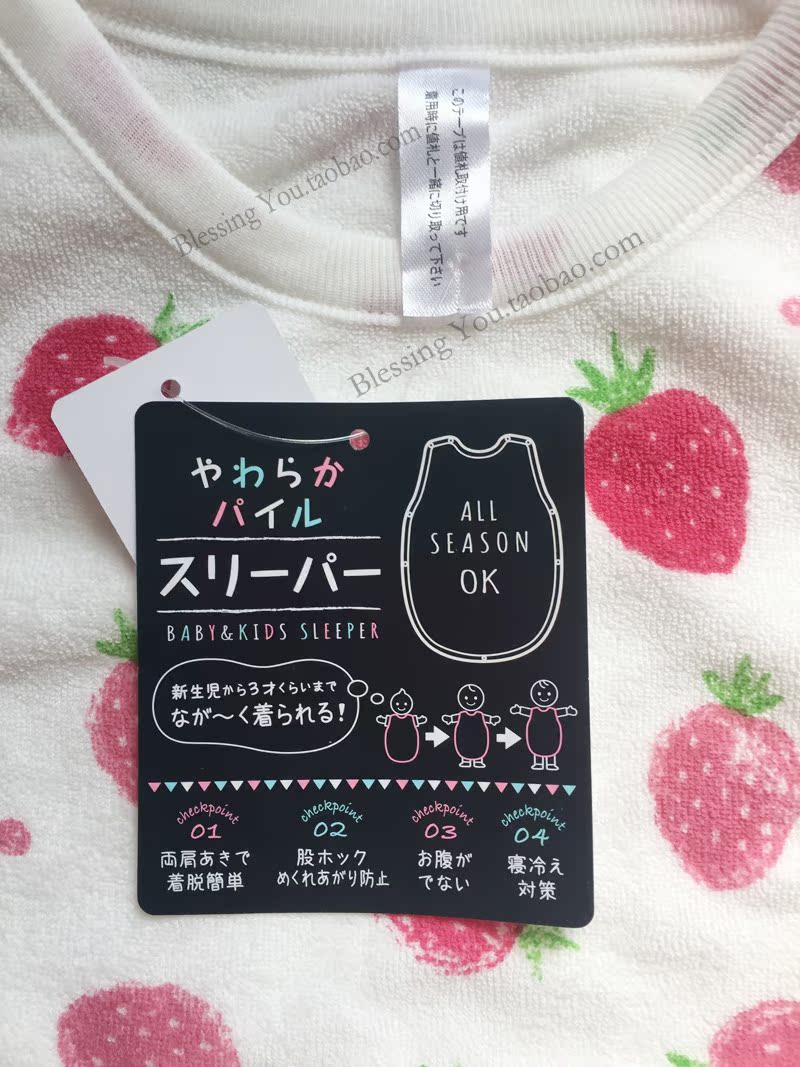 このテープは値札取付け用です
着用時に値札と一緒に切り取って下さい
Blessing You.taobao.com
Blessing You.taobao.com
やわらか
パイル
スリーパー
BABY&KIDS SLEEPER
ALL
SEASON
OK
新生児から3才くらいまで
なが〜く着られる!
checkpoint
01
両肩あきで
着脱簡単
checkpoint
02
股ホック
めくれあがり防止
checkpoint
03
お腹が
でない
checkpoint
04
寝冷え
対策